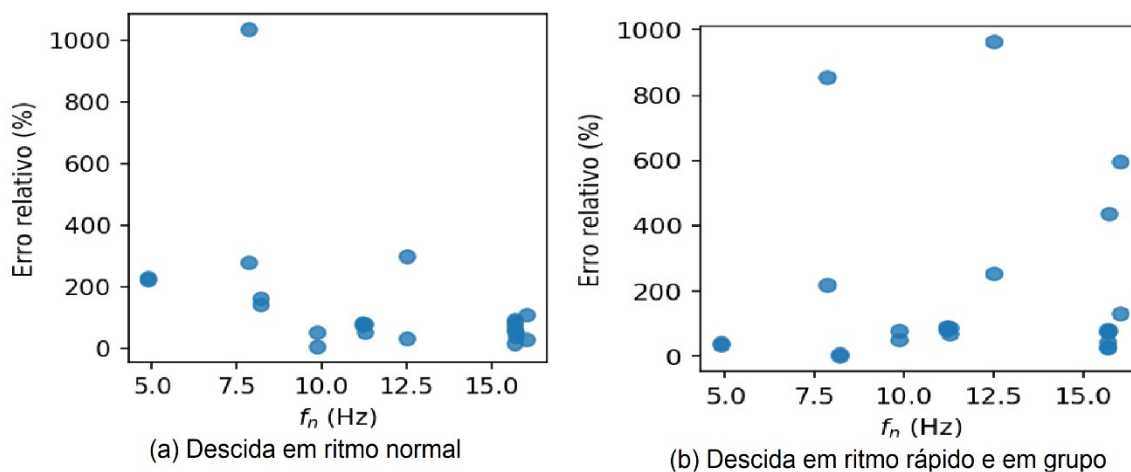 1000
800
600
400
200
0
Erro relativo (%)
5.0 7.5 10.0 12.5 15.0
fn (Hz)
(a) Descida em ritmo normal
1000
800
600
400
200
0
Erro relativo (%)
5.0 7.5 10.0 12.5 15.0
fn (Hz)
(b) Descida em ritmo rápido e em grupo